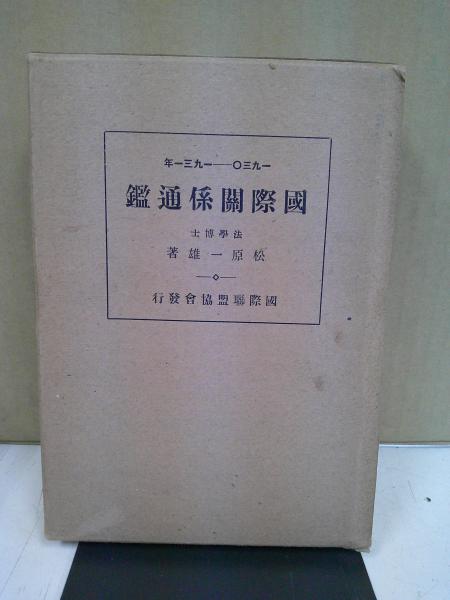 一九三〇――一九三一年
國際關係通鑑
法學博士
松原一雄著
國際聯盟協會發行